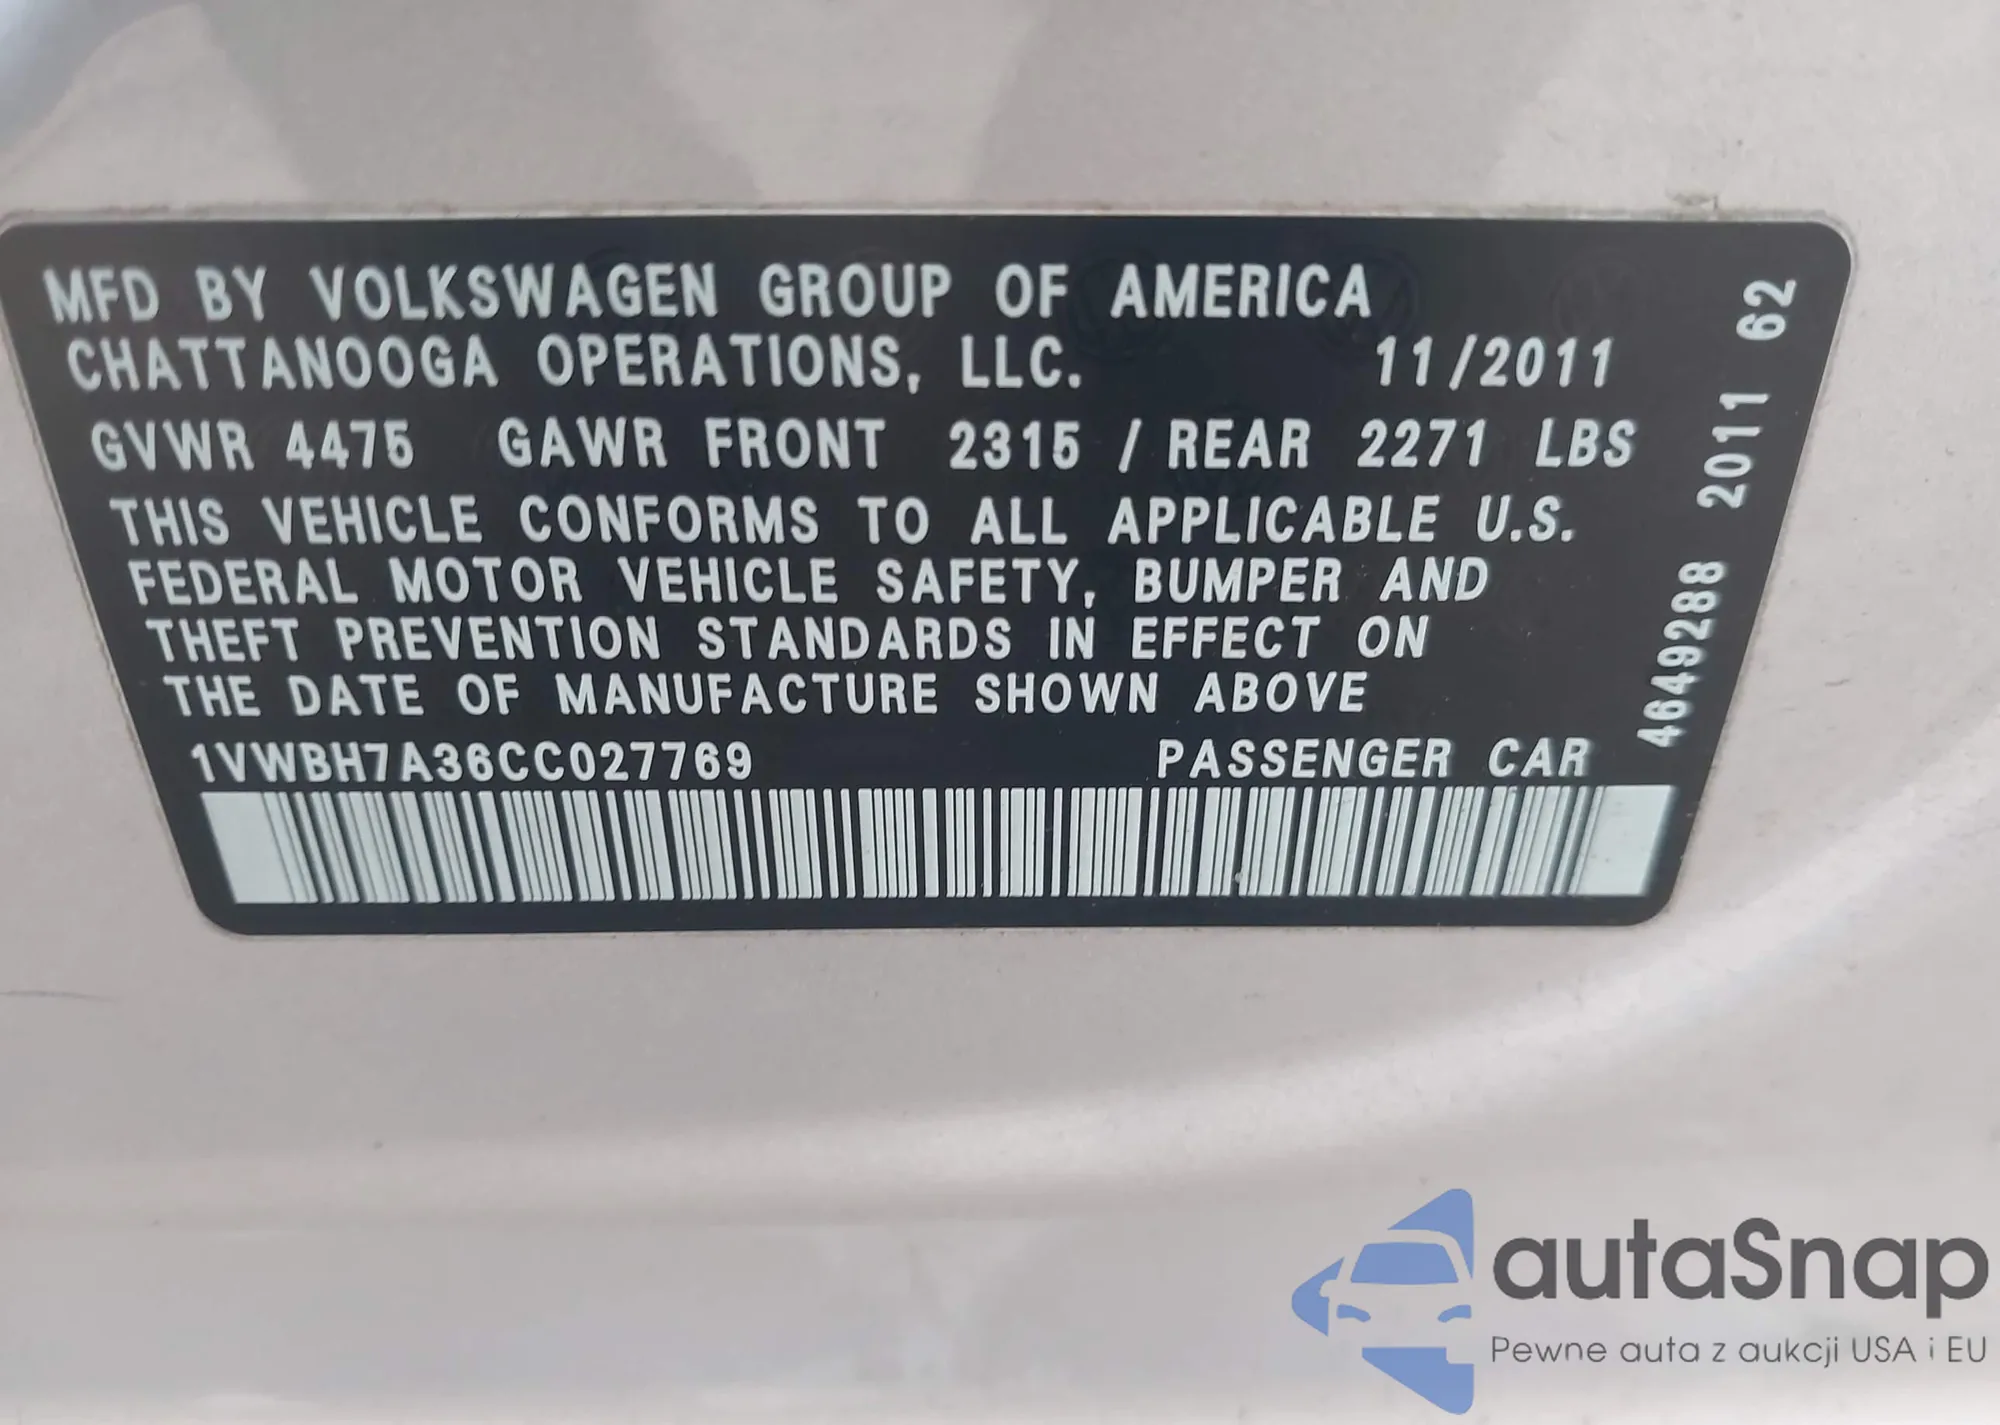 MFD BY VOLKSWAGEN GROUP OF AMERICA
CHATTANOOGA OPERATIONS, LLC. 11/2011
GVWR 4475 GAWR FRONT 2315 / REAR 2271 LBS
THIS VEHICLE CONFORMS TO ALL APPLICABLE U.S.
FEDERAL MOTOR VEHICLE SAFETY, BUMPER AND
THEFT PREVENTION STANDARDS IN EFFECT ON
THE DATE OF MANUFACTURE SHOWN ABOVE
1VWBH7A36CC027769 PASSENGER CAR
4649288 2011 62
autaSnap
Pewne auta z aukcji USA i EU